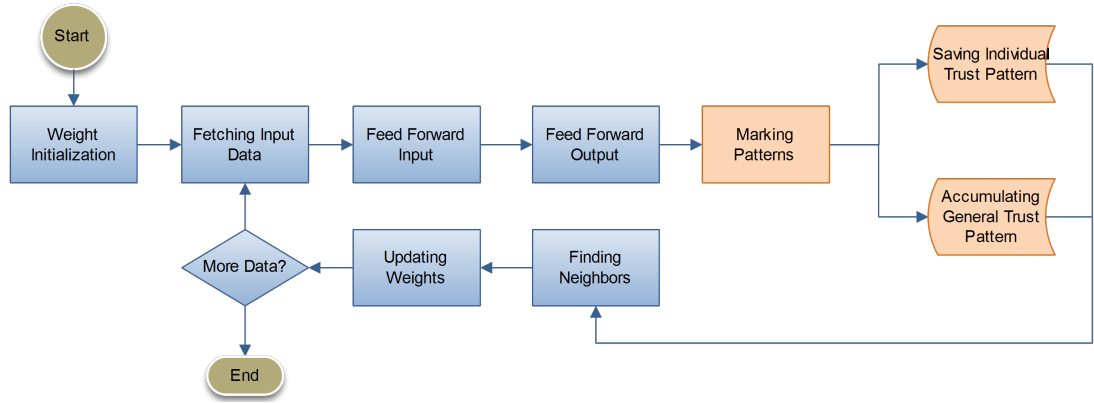 Start
Weight
Initialization
Fetching Input
Data
Feed Forward
Input
Feed Forward
Output
Marking
Patterns
Saving Individual
Trust Pattern
Accumulating
General Trust
Pattern
Finding
Neighbors
Updating
Weights
More Data?
End